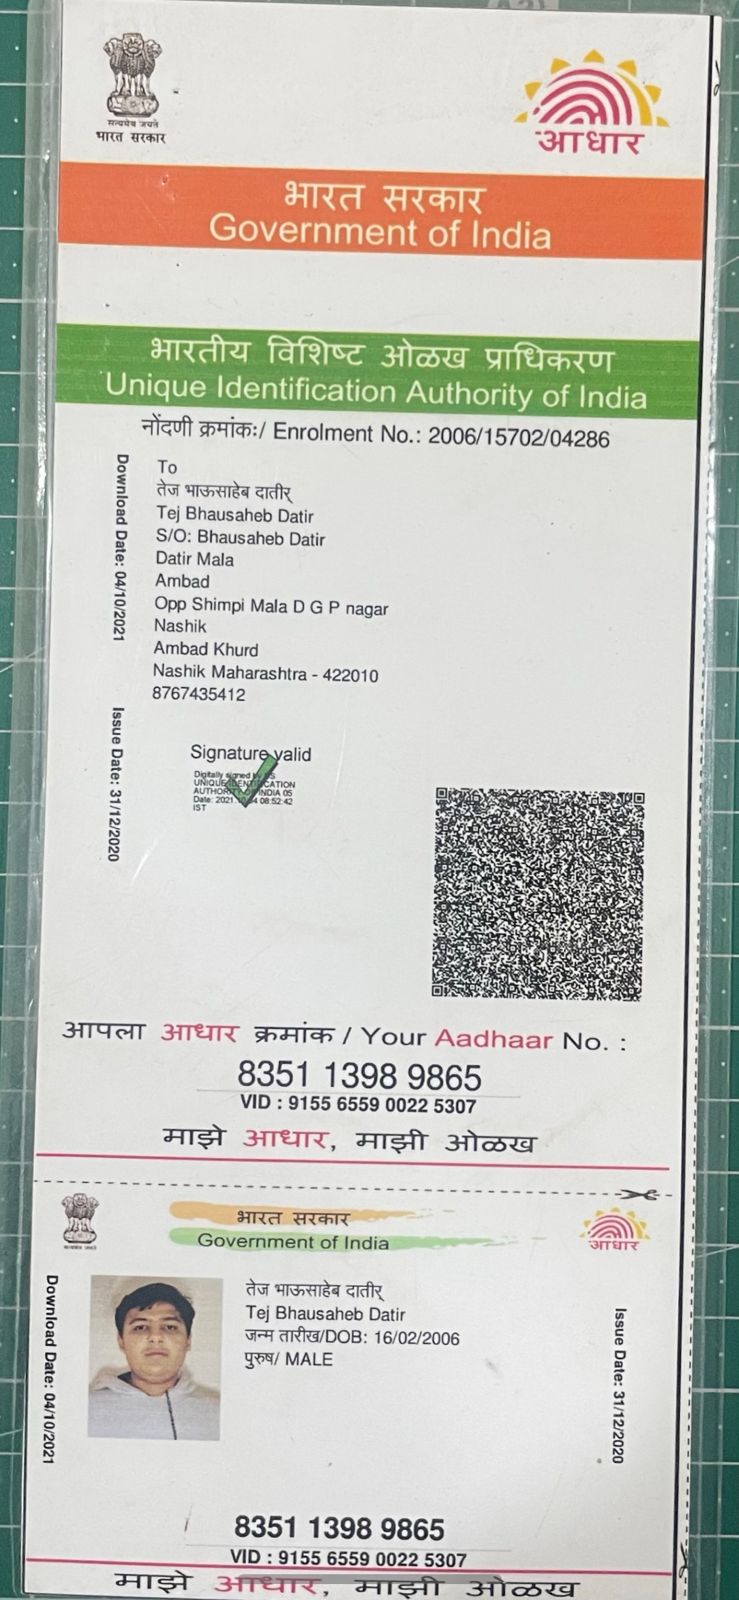 सत्यमेव जयते
भारत सरकार
आधार
भारत सरकार
Government of India
भारतीय विशिष्ट ओळख प्राधिकरण
Unique Identification Authority of India
नोंदणी क्रमांकः/ Enrolment No.: 2006/15702/04286
Download Date: 04/10/2021
Issue Date: 31/12/2020
To
तेज भाऊसाहेब दातीर्
Tej Bhausaheb Datir
S/O: Bhausaheb Datir
Datir Mala
Ambad
Opp Shimpi Mala D G P nagar
Nashik
Ambad Khurd
Nashik Maharashtra - 422010
8767435412
Signature valid
Digitally signed by DS
UNIQUE IDENTIFICATION
AUTHORITY OF INDIA 05
Date: 2021.10.04 08:52:42
IST
आपला आधार क्रमांक / Your Aadhaar No. :
8351 1398 9865
VID : 9155 6559 0022 5307
माझे आधार, माझी ओळख
सत्यमेव जयते
भारत सरकार
Government of India
आधार
Download Date: 04/10/2021
तेज भाऊसाहेब दातीर्
Tej Bhausaheb Datir
जन्म तारीख/DOB: 16/02/2006
पुरुष/ MALE
Issue Date: 31/12/2020
8351 1398 9865
VID : 9155 6559 0022 5307
माझे आधार, माझी ओळख